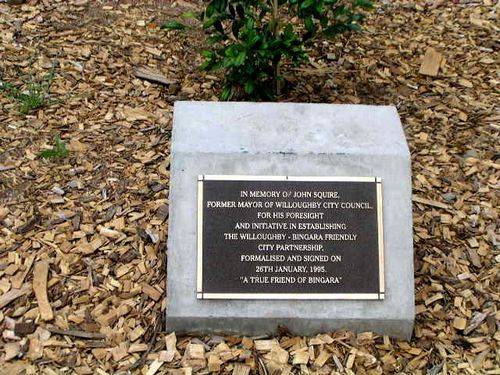 IN MEMORY OF JOHN SQUIRE,
FORMER MAYOR OF WILLOUGHBY CITY COUNCIL,
FOR HIS FORESIGHT
AND INITIATIVE IN ESTABLISHING
THE WILLOUGHBY - BINGARA FRIENDLY
CITY PARTNERSHIP,
FORMALISED AND SIGNED ON
26TH JANUARY, 1995.
"A TRUE FRIEND OF BINGARA"